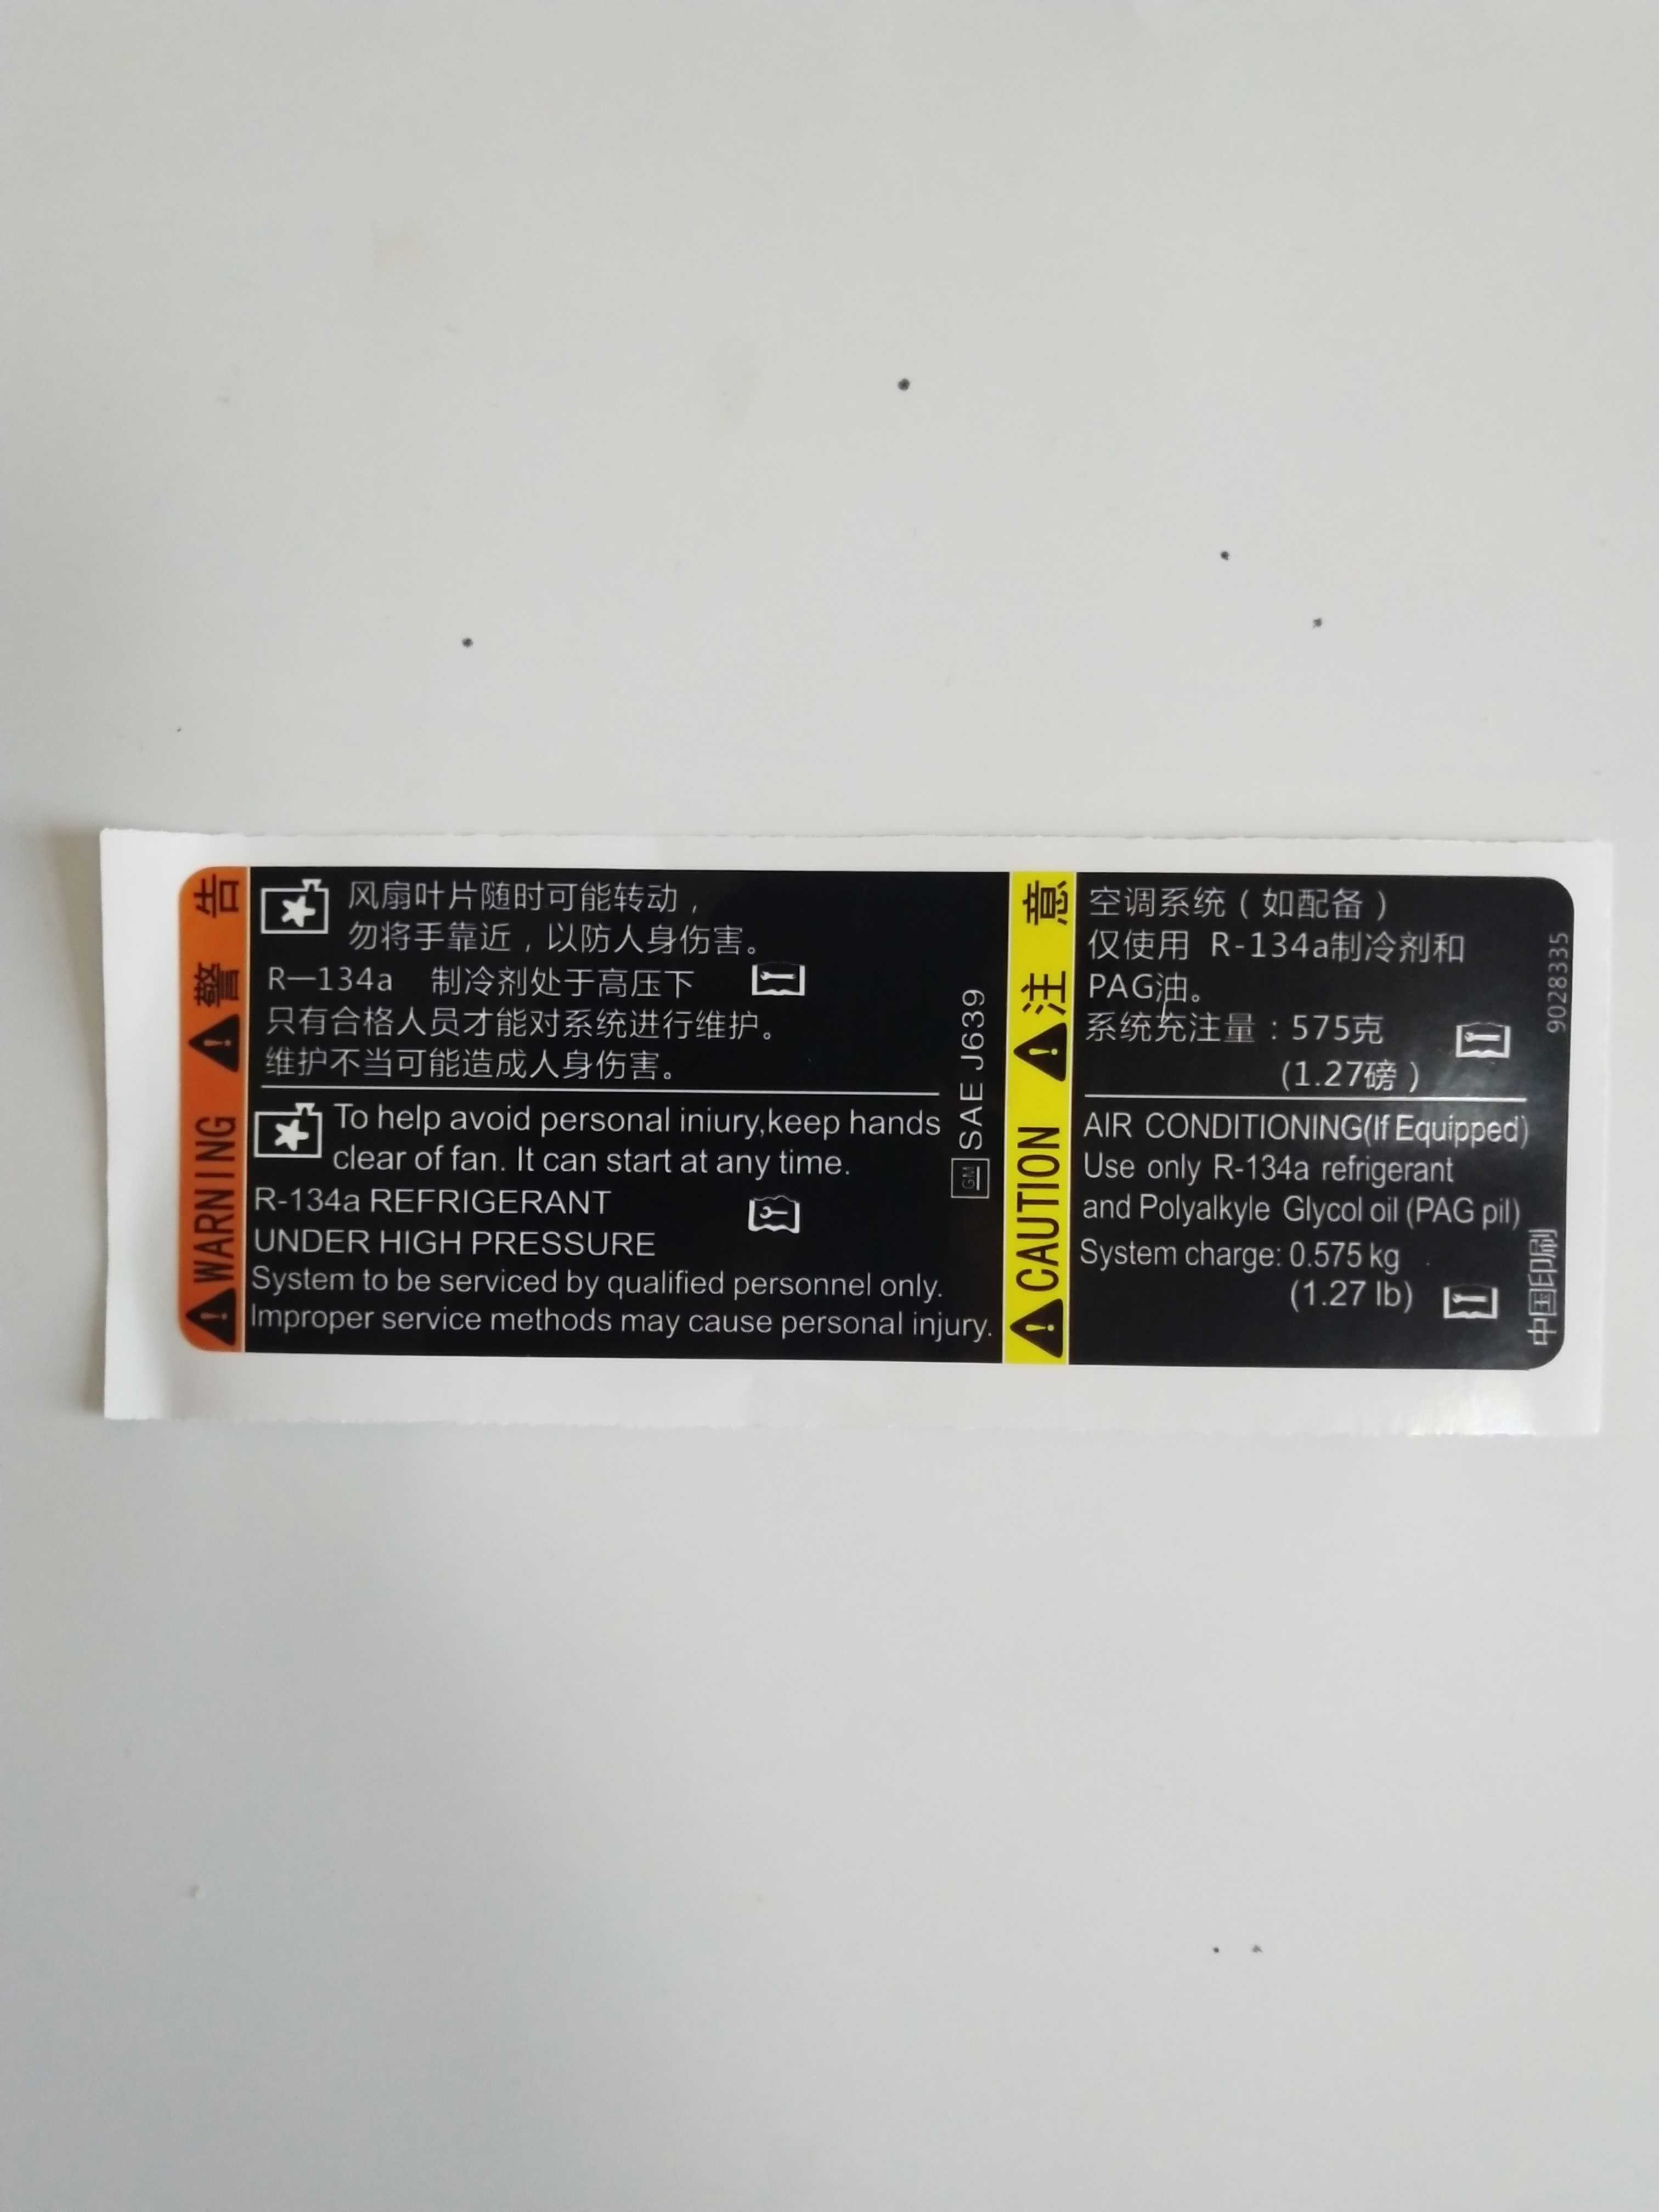 警 告
WARNING
风扇叶片随时可能转动，
勿将手靠近，以防人身伤害。
R—134a 制冷剂处于高压下
只有合格人员才能对系统进行维护。
维护不当可能造成人身伤害。
To help avoid personal iniury,keep hands
clear of fan. It can start at any time.
R-134a REFRIGERANT
UNDER HIGH PRESSURE
System to be serviced by qualified personnel only.
Improper service methods may cause personal injury.
GM SAE J639
注 意
CAUTION
空调系统（如配备）
仅使用 R-134a制冷剂和
PAG油。
系统充注量：575克
(1.27磅）
AIR CONDITIONING(If Equipped)
Use only R-134a refrigerant
and Polyalkyle Glycol oil (PAG pil)
System charge: 0.575 kg
(1.27 lb)
9028335
中国印刷